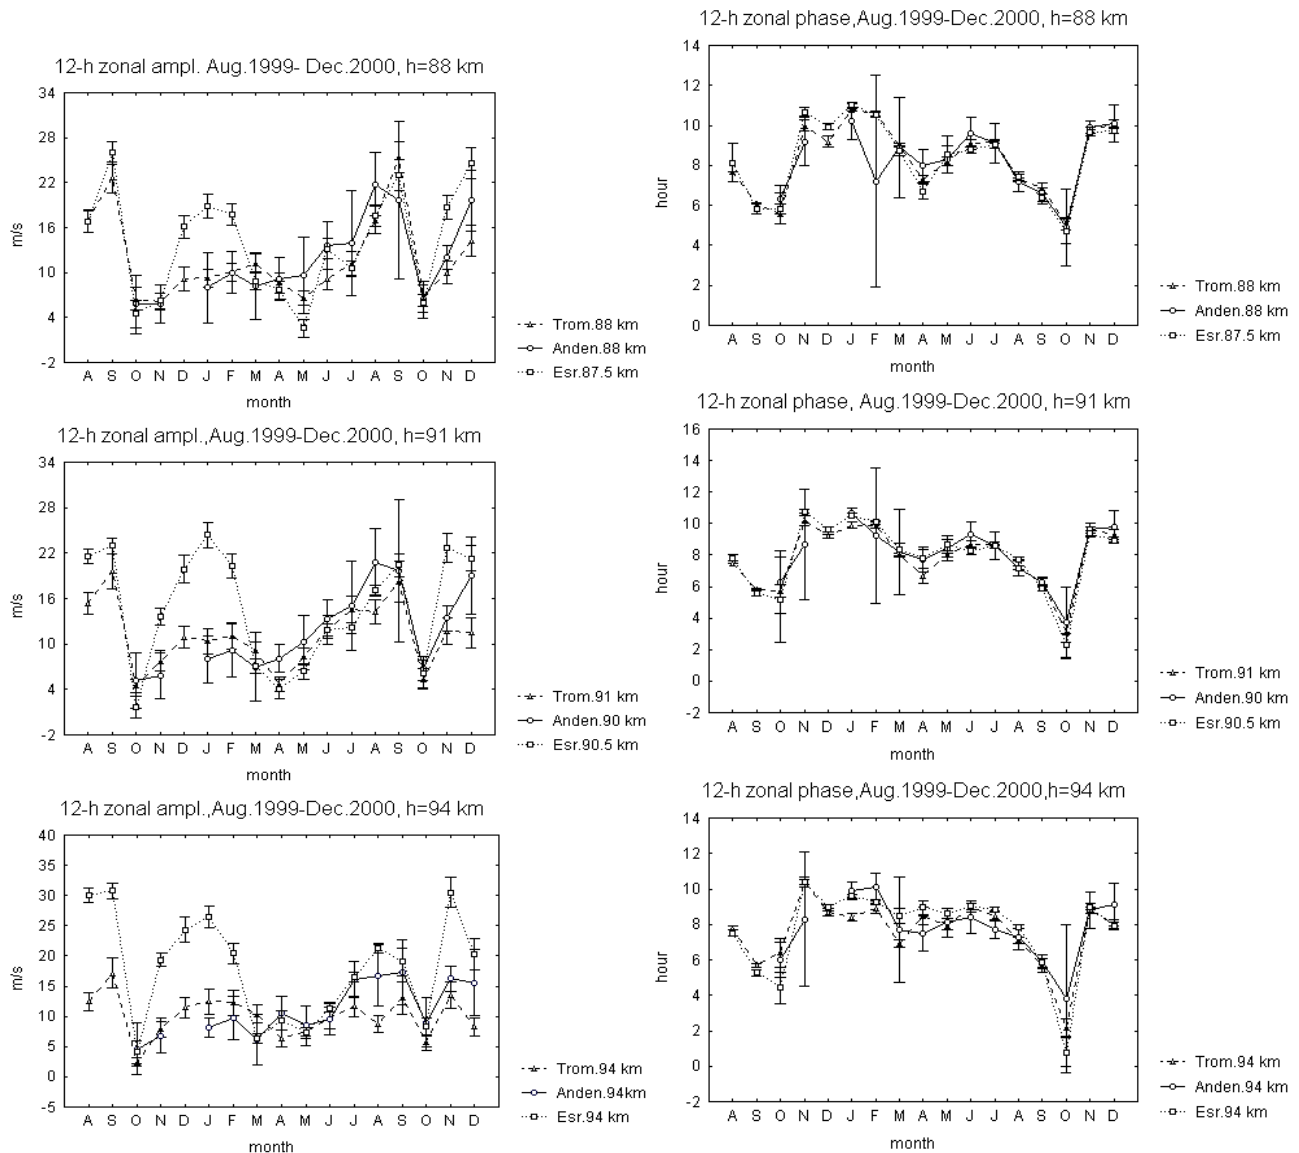 12-h zonal ampl. Aug.1999- Dec.2000, h=88 km
34
28
22
16
10
4
-2
m/s
A S O N D J F M A M J J A S O N D
month
Trom.88 km
Anden.88 km
Esr.87.5 km
12-h zonal phase,Aug.1999-Dec.2000, h=88 km
14
12
10
8
6
4
2
0
hour
A S O N D J F M A M J J A S O N D
month
Trom.88 km
Anden.88 km
Esr.87.5 km
12-h zonal ampl.,Aug.1999-Dec.2000, h=91 km
34
28
22
16
10
4
-2
m/s
A S O N D J F M A M J J A S O N D
month
Trom.91 km
Anden.90 km
Esr.90.5 km
12-h zonal phase, Aug.1999-Dec.2000, h=91 km
16
14
12
10
8
6
4
2
0
-2
hour
A S O N D J F M A M J J A S O N D
month
Trom.91 km
Anden.90 km
Esr.90.5 km
12-h zonal ampl.,Aug.1999-Dec.2000, h=94 km
40
35
30
25
20
15
10
5
0
-5
m/s
A S O N D J F M A M J J A S O N D
month
Trom.94 km
Anden.94km
Esr.94 km
12-h zonal phase,Aug.1999-Dec.2000,h=94 km
14
12
10
8
6
4
2
0
-2
hour
A S O N D J F M A M J J A S O N D
month
Trom.94 km
Anden.94 km
Esr.94 km